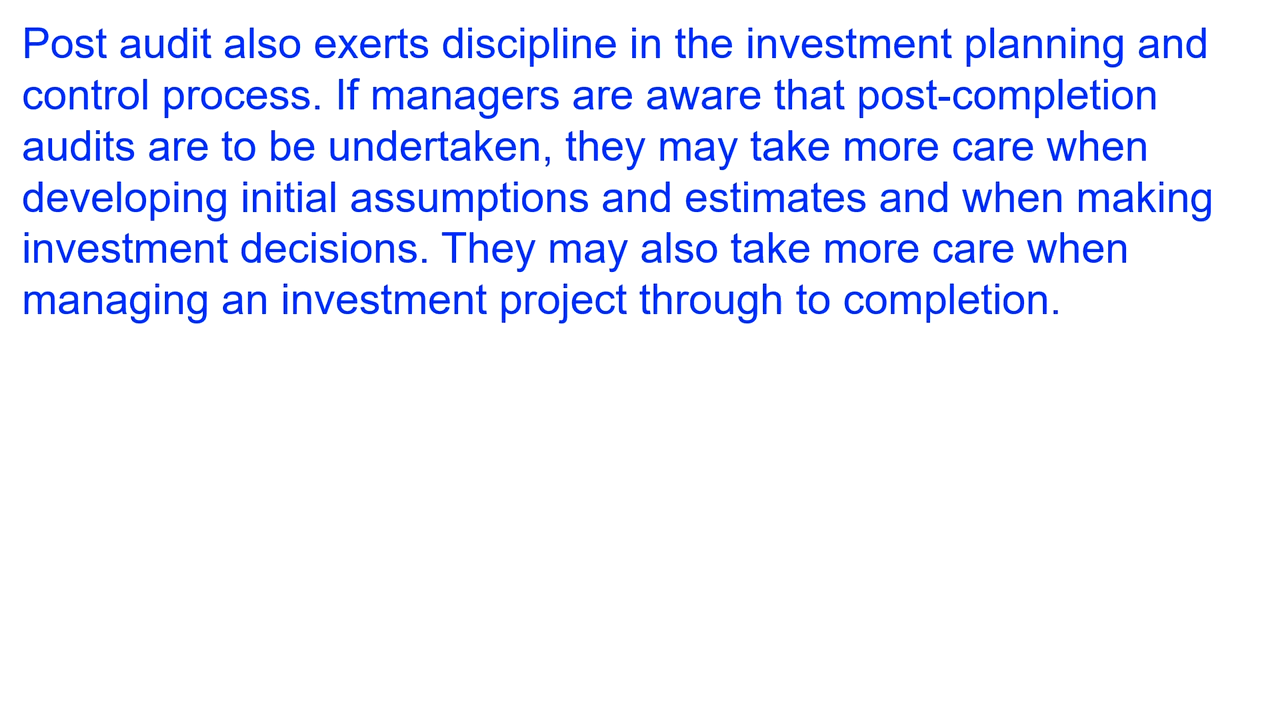 Post audit also exerts discipline in the investment planning and
control process. If managers are aware that post-completion
audits are to be undertaken, they may take more care when
developing initial assumptions and estimates and when making
investment decisions. They may also take more care when
managing an investment project through to completion.